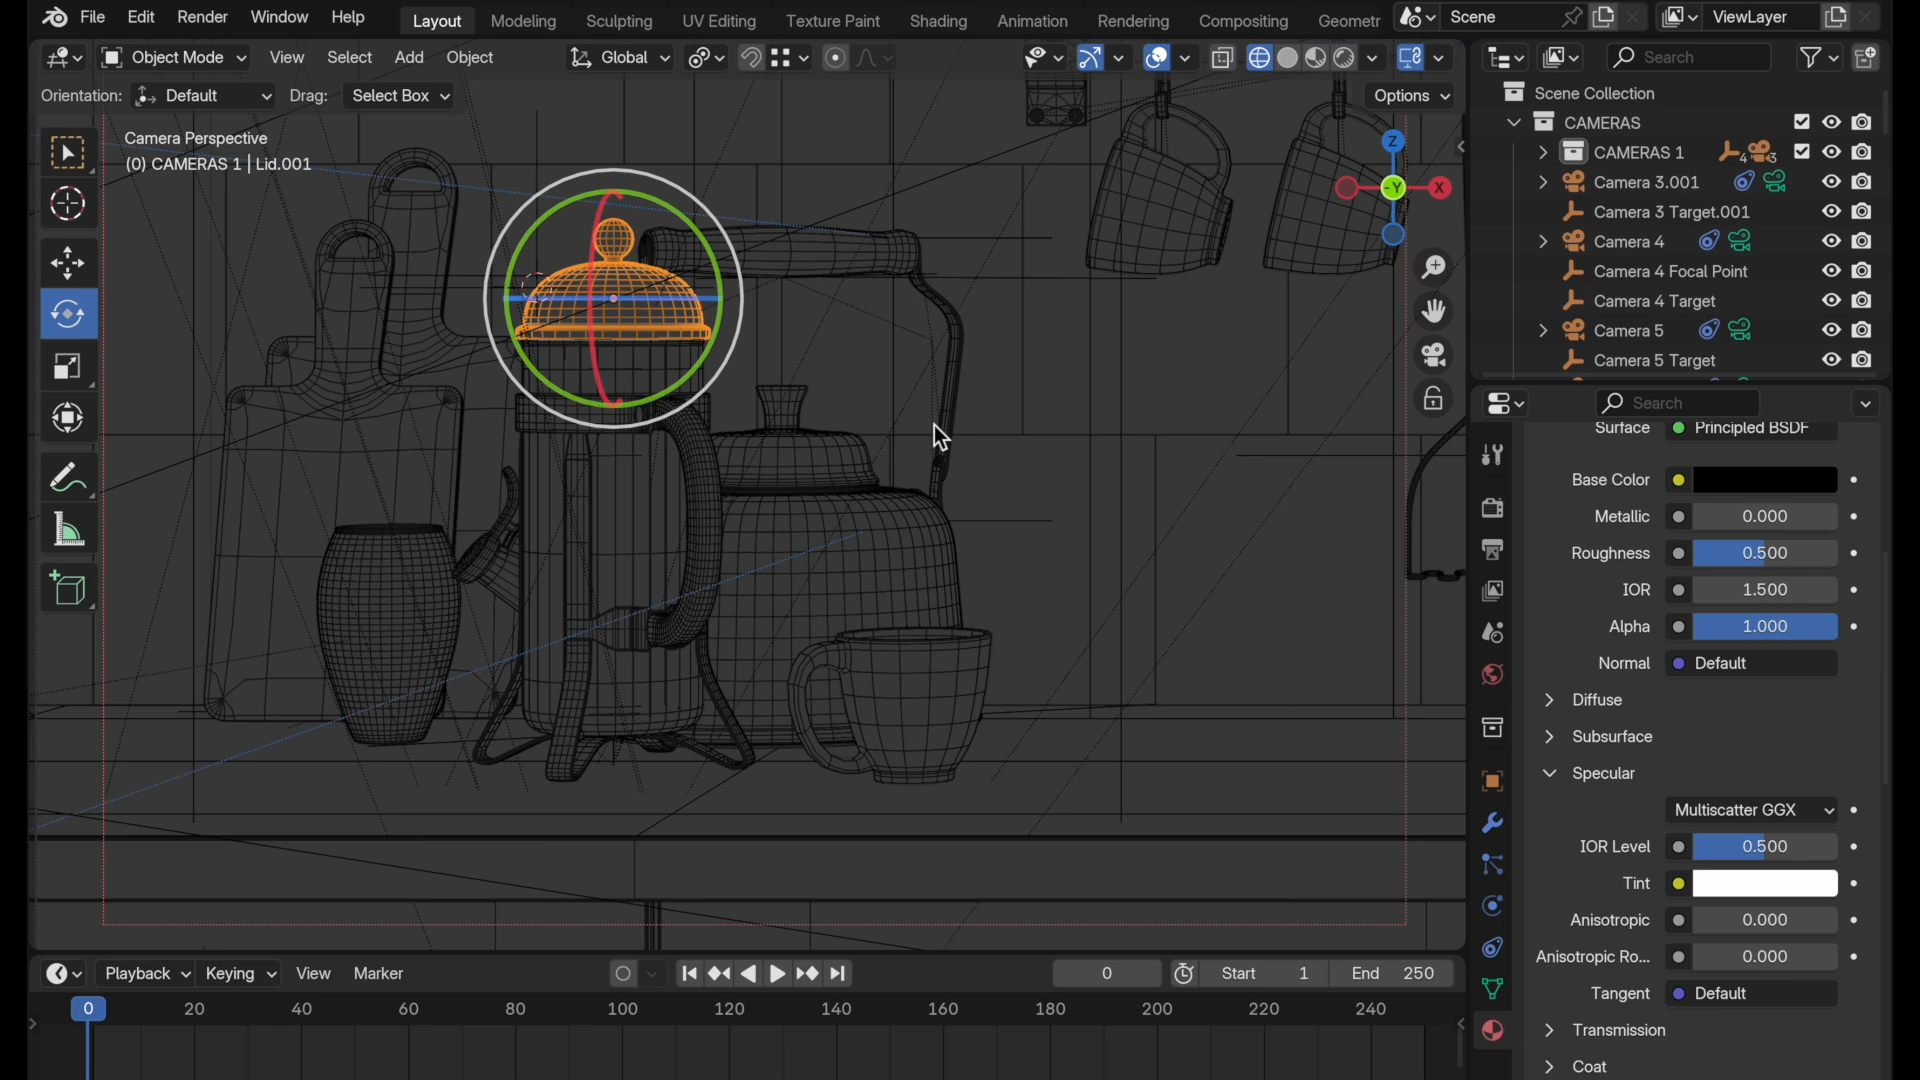 File Edit Render Window Help Layout Modeling Sculpting UV Editing Texture Paint Shading Animation Rendering Compositing Geometr Scene ViewLayer
Object Mode View Select Add Object Global Search
Orientation: Default Drag: Select Box Options
Camera Perspective
(0) CAMERAS 1 | Lid.001
Z
-Y
X
Scene Collection
CAMERAS
CAMERAS 1 4 3
Camera 3.001
Camera 3 Target.001
Camera 4
Camera 4 Focal Point
Camera 4 Target
Camera 5
Camera 5 Target
Search
Surface Principled BSDF
Base Color
Metallic 0.000
Roughness 0.500
IOR 1.500
Alpha 1.000
Normal Default
Diffuse
Subsurface
Specular
Multiscatter GGX
IOR Level 0.500
Tint
Anisotropic 0.000
Anisotropic Ro... 0.000
Tangent Default
Transmission
Coat
Playback Keying View Marker 0 Start 1 End 250
0 20 40 60 80 100 120 140 160 180 200 220 240